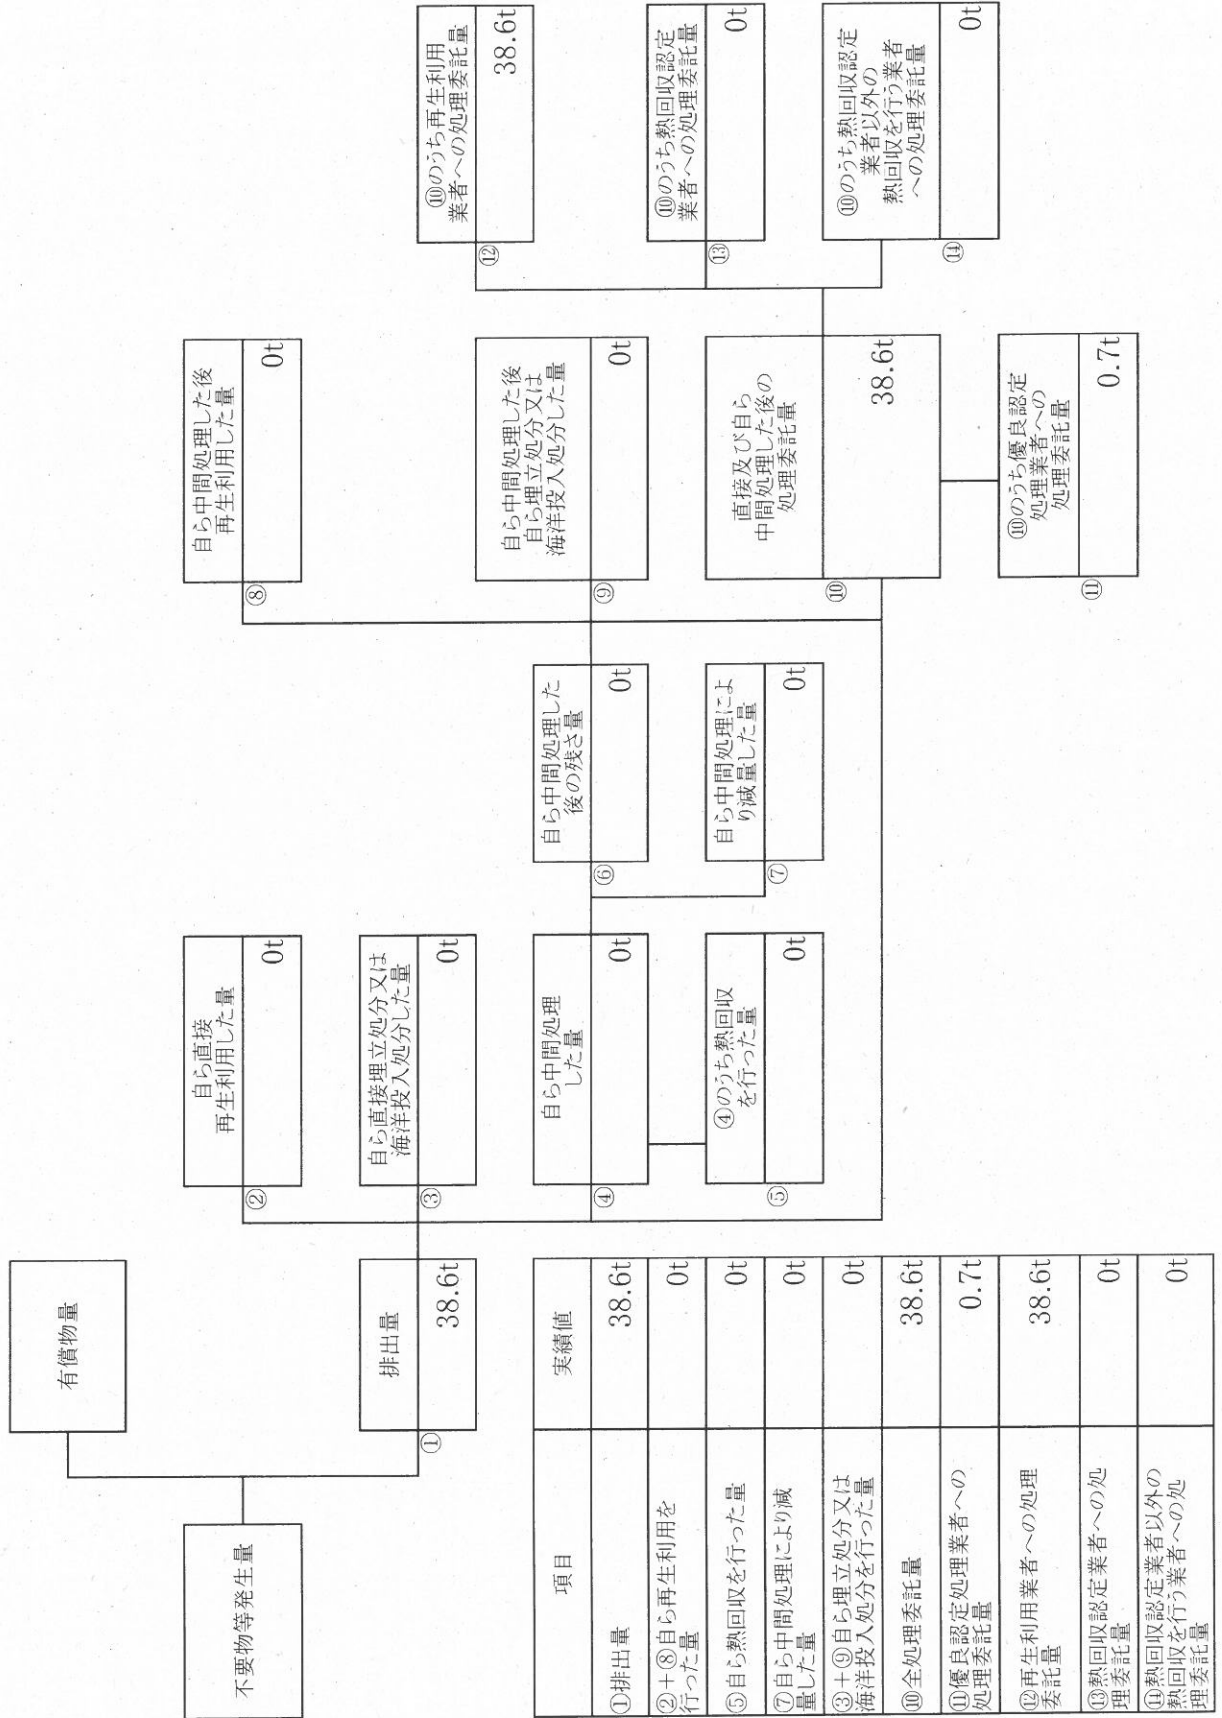 不要物等発生量
有償物量
①
排出量
38.6t
②
自ら直接
再生利用した量
0t
③
自ら直接埋立処分又は
海洋投入処分した量
0t
④
自ら中間処理
した量
0t
⑤
④のうち熱回収
を行った量
0t
⑥
自ら中間処理した
後の残さ量
0t
⑦
自ら中間処理によ
り減量した量
0t
⑧
自ら中間処理した後
再生利用した量
0t
⑨
自ら中間処理した後
自ら埋立処分又は
海洋投入処分した量
0t
⑩
直接及び自ら
中間処理した後の
処理委託量
38.6t
⑪
⑩のうち優良認定
処理業者への
処理委託量
0.7t
⑫
⑩のうち再生利用
業者への処理委託量
38.6t
⑬
⑩のうち熱回収認定
業者への処理委託量
0t
⑭
⑩のうち熱回収認定
業者以外の
熱回収を行う業者
への処理委託量
0t
項目
実績値
①排出量
38.6t
②+⑧自ら再生利用を
行った量
0t
⑤自ら熱回収を行った量
0t
⑦自ら中間処理により減
量した量
0t
③+⑨自ら埋立処分又は
海洋投入処分を行った量
0t
⑩全処理委託量
38.6t
⑪優良認定処理業者への
処理委託量
0.7t
⑫再生利用業者への処理
委託量
38.6t
⑬熱回収認定業者への処
理委託量
0t
⑭熱回収認定業者以外の
熱回収を行う業者への処
理委託量
0t